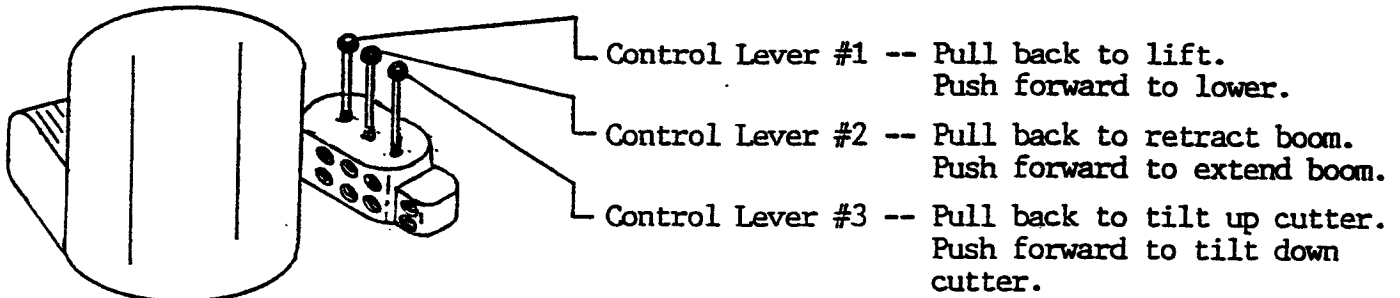 Control Lever #1 -- Pull back to lift.
Push forward to lower.
Control Lever #2 -- Pull back to retract boom.
Push forward to extend boom.
Control Lever #3 -- Pull back to tilt up cutter.
Push forward to tilt down
cutter.